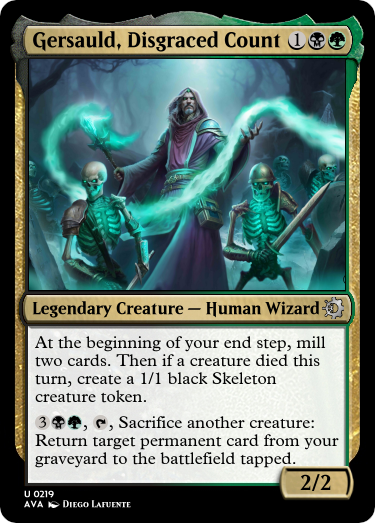 Gersauld, Disgraced Count 1
Legendary Creature — Human Wizard
At the beginning of your end step, mill
two cards. Then if a creature died this
turn, create a 1/1 black Skeleton
creature token.
3, , Sacrifice another creature:
Return target permanent card from your
graveyard to the battlefield tapped.
2/2
U 0219
AVA Diego Lafuente